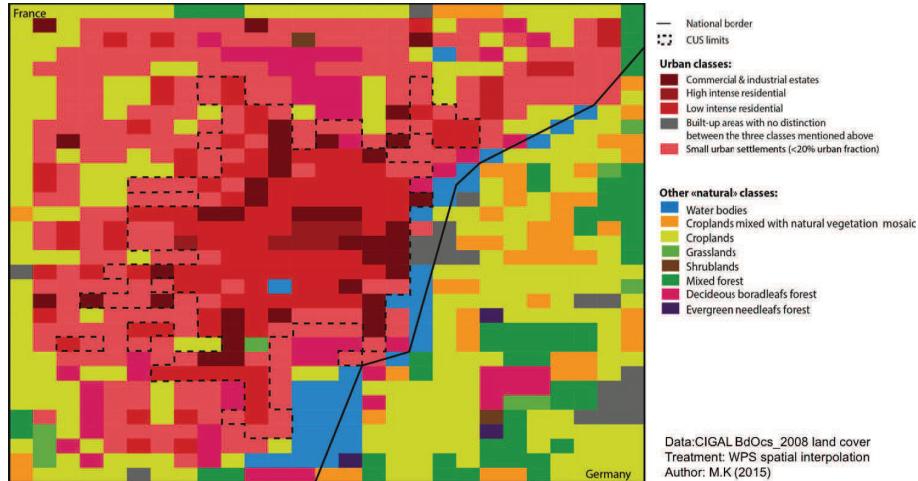 France
National border
CUS limits
Urban classes:
Commercial & industrial estates
High intense residential
Low intense residential
Built-up areas with no distinction
between the three classes mentioned above
Small urban settlements (<20% urban fraction)
Other «natural» classes:
Water bodies
Croplands mixed with natural vegetation mosaic
Croplands
Grasslands
Shrublands
Mixed forest
Decideous boradleafs forest
Evergreen needleafs forest
Data:CIGAL BdOcs_2008 land cover
Treatment: WPS spatial interpolation
Author: M.K (2015)
Germany